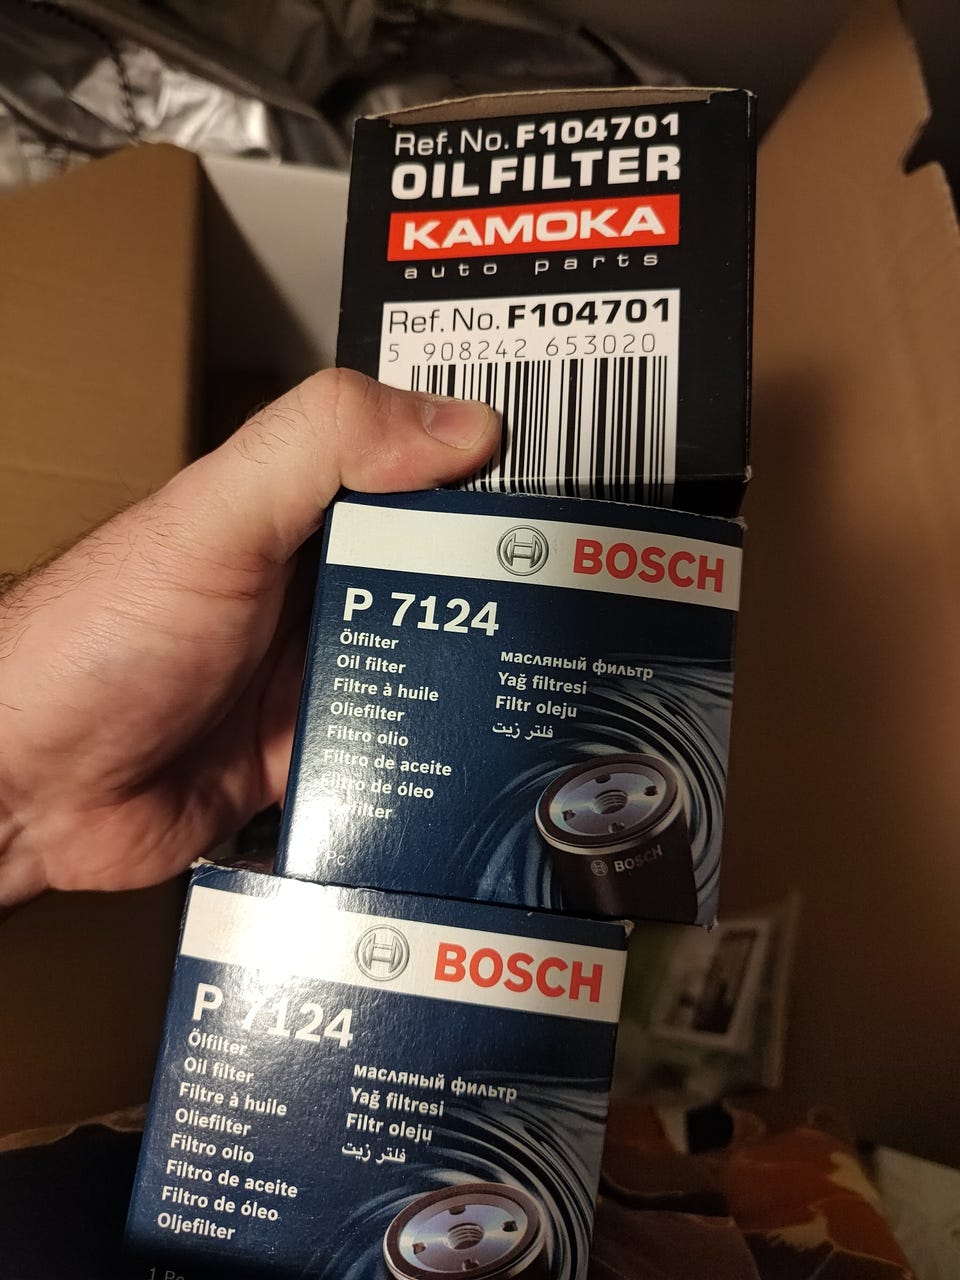 Ref. No. F104701
OIL FILTER
KAMOKA
auto parts
Ref. No. F104701
5 908242 653020
BOSCH
P 7124
Ölfilter
Oil filter
Filtre à huile
Oliefilter
Filtro olio
Filtro de aceite
Filtro de óleo
масляный фильтр
Yağ filtresi
Filtr oleju
فلتر زيت
BOSCH
BOSCH
P 7124
Ölfilter
Oil filter
Filtre à huile
Oliefilter
Filtro olio
Filtro de aceite
Filtro de óleo
Oljefilter
масляный фильтр
Yağ filtresi
Filtr oleju
فلتر زيت